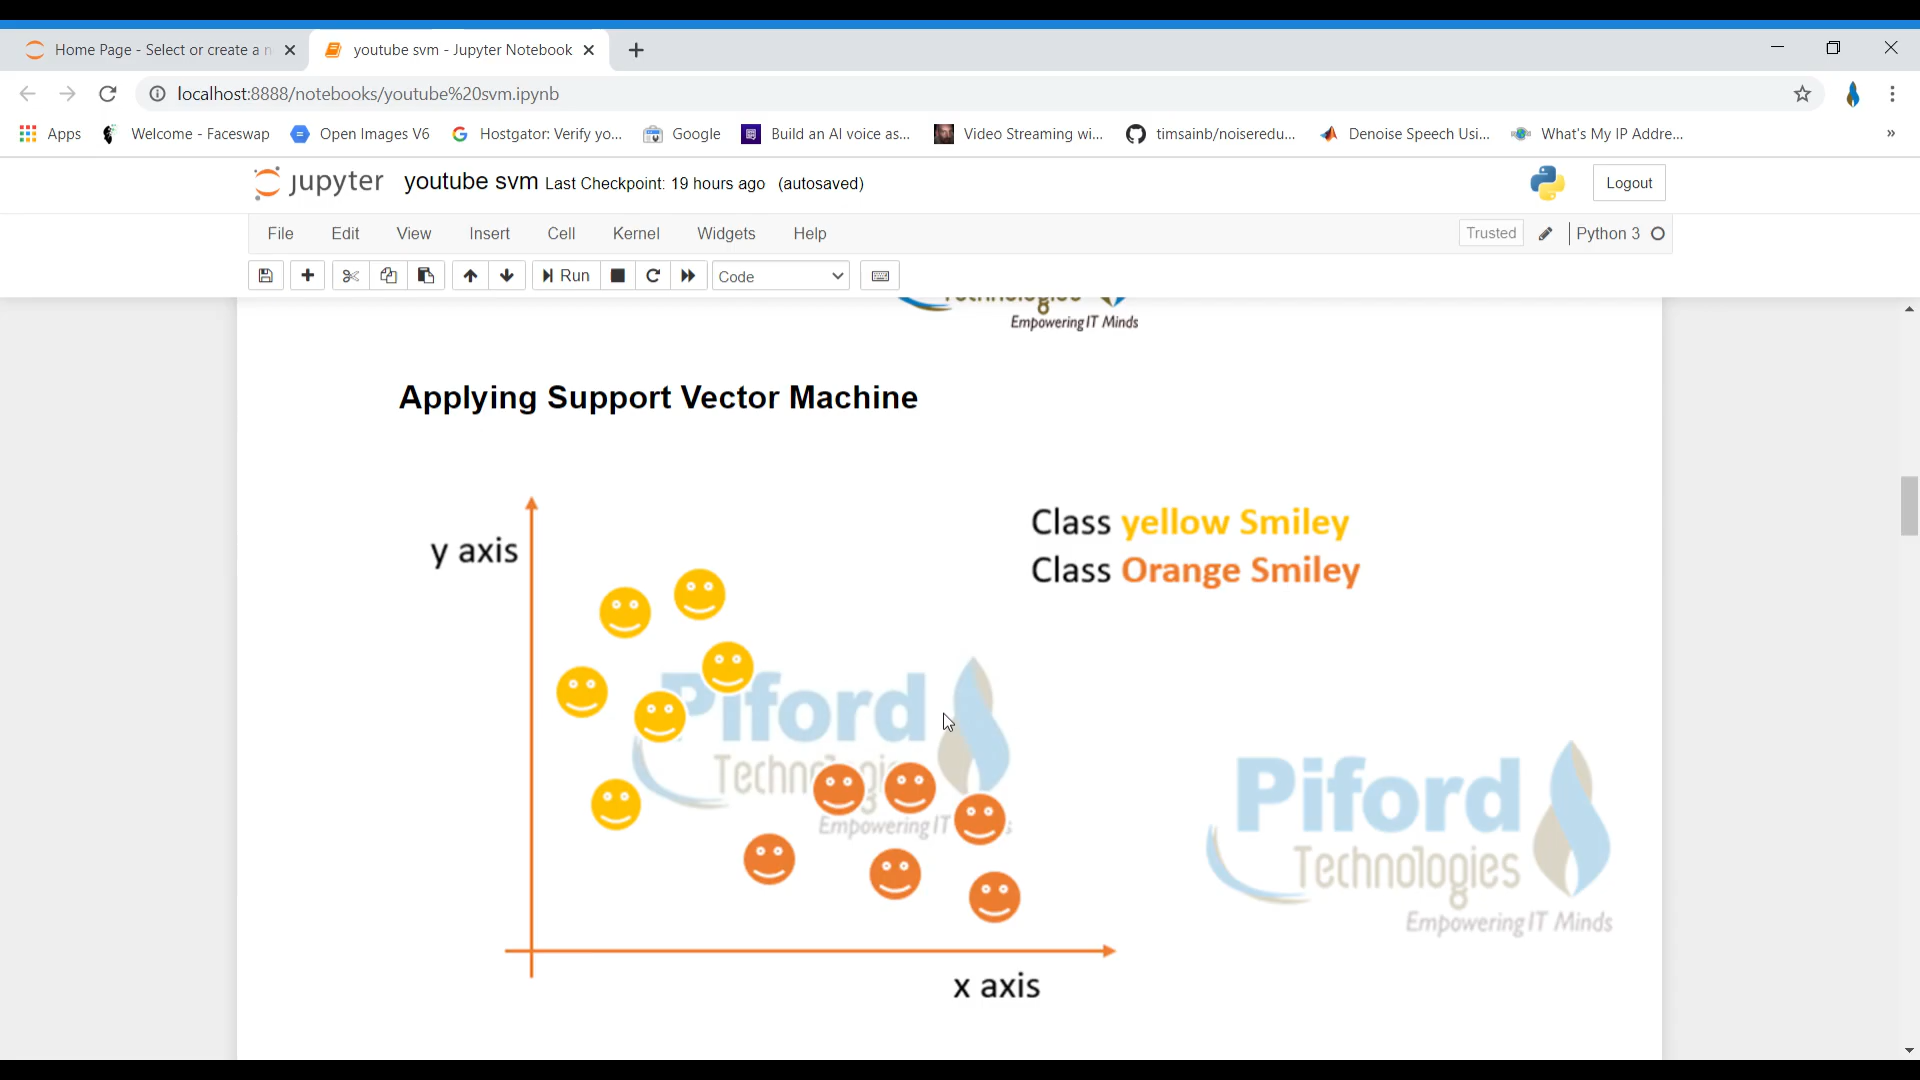 Home Page - Select or create a n
youtube svm - Jupyter Notebook
localhost:8888/notebooks/youtube%20svm.ipynb
Apps
Welcome - Faceswap
Open Images V6
Hostgator: Verify yo...
Google
Build an AI voice as...
Video Streaming wi...
timsainb/noiseredu...
Denoise Speech Usi...
What's My IP Addre...
»
jupyter
youtube svm Last Checkpoint: 19 hours ago (autosaved)
Logout
File Edit View Insert Cell Kernel Widgets Help
Trusted
Python 3
Run
Code
Technologies
Empowering IT Minds
Applying Support Vector Machine
y axis
Class yellow Smiley
Class Orange Smiley
Piford
Empowering IT
Piford
Technologies
Empowering IT Minds
x axis